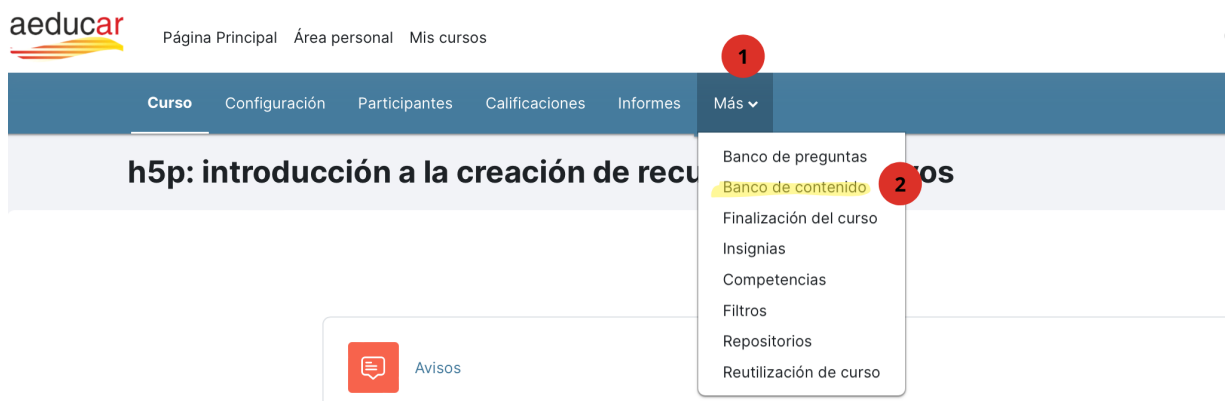 aeducar
Página Principal Área personal Mis cursos
1
Curso Configuración Participantes Calificaciones Informes Más
h5p: introducción a la creación de recu os
Banco de preguntas
Banco de contenido 2
Finalización del curso
Insignias
Competencias
Filtros
Repositorios
Reutilización de curso
Avisos